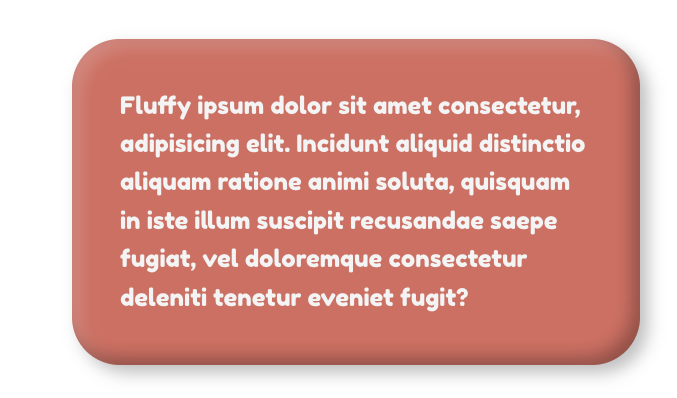 Fluffy ipsum dolor sit amet consectetur,
adipisicing elit. Incidunt aliquid distinctio
aliquam ratione animi soluta, quisquam
in iste illum suscipit recusandae saepe
fugiat, vel doloremque consectetur
deleniti tenetur eveniet fugit?